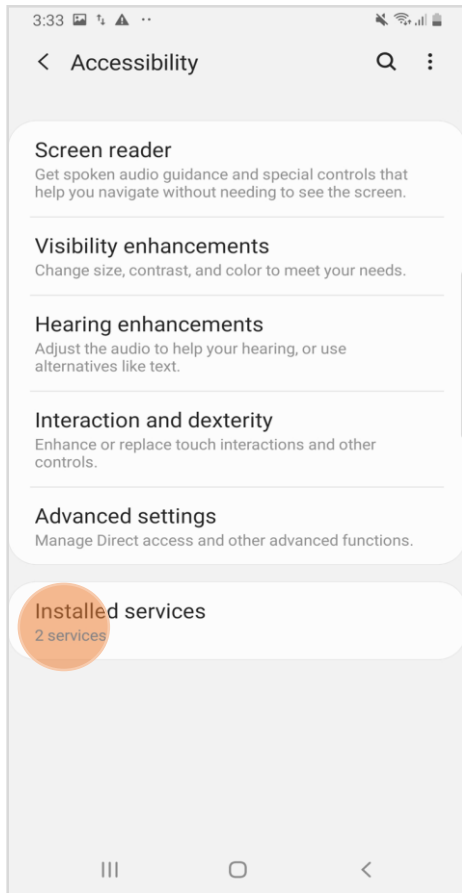 3:33
Accessibility
Screen reader
Get spoken audio guidance and special controls that
help you navigate without needing to see the screen.
Visibility enhancements
Change size, contrast, and color to meet your needs.
Hearing enhancements
Adjust the audio to help your hearing, or use
alternatives like text.
Interaction and dexterity
Enhance or replace touch interactions and other
controls.
Advanced settings
Manage Direct access and other advanced functions.
Installed services
2 services